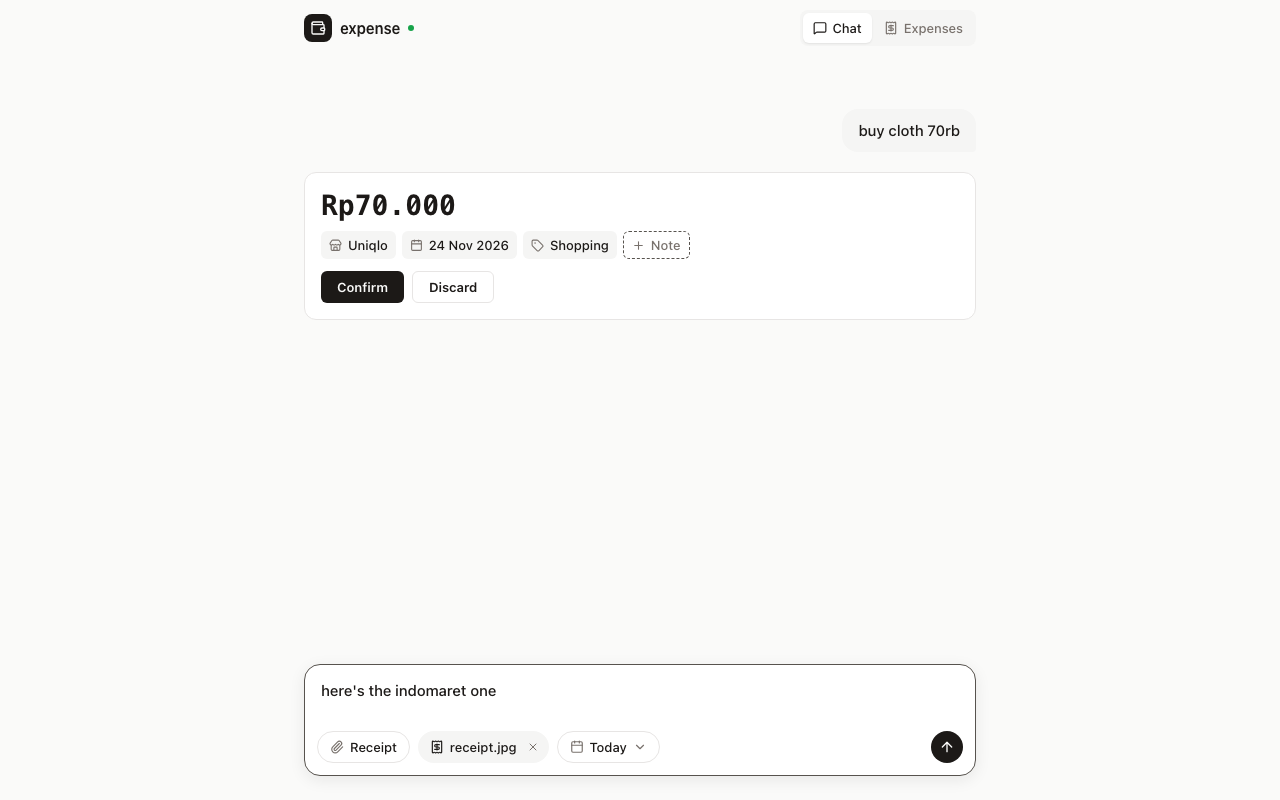 expense
Chat
Expenses
buy cloth 70rb
Rp70.000
Uniqlo
24 Nov 2026
Shopping
Note
Confirm
Discard
here's the indomaret one
Receipt
receipt.jpg
Today